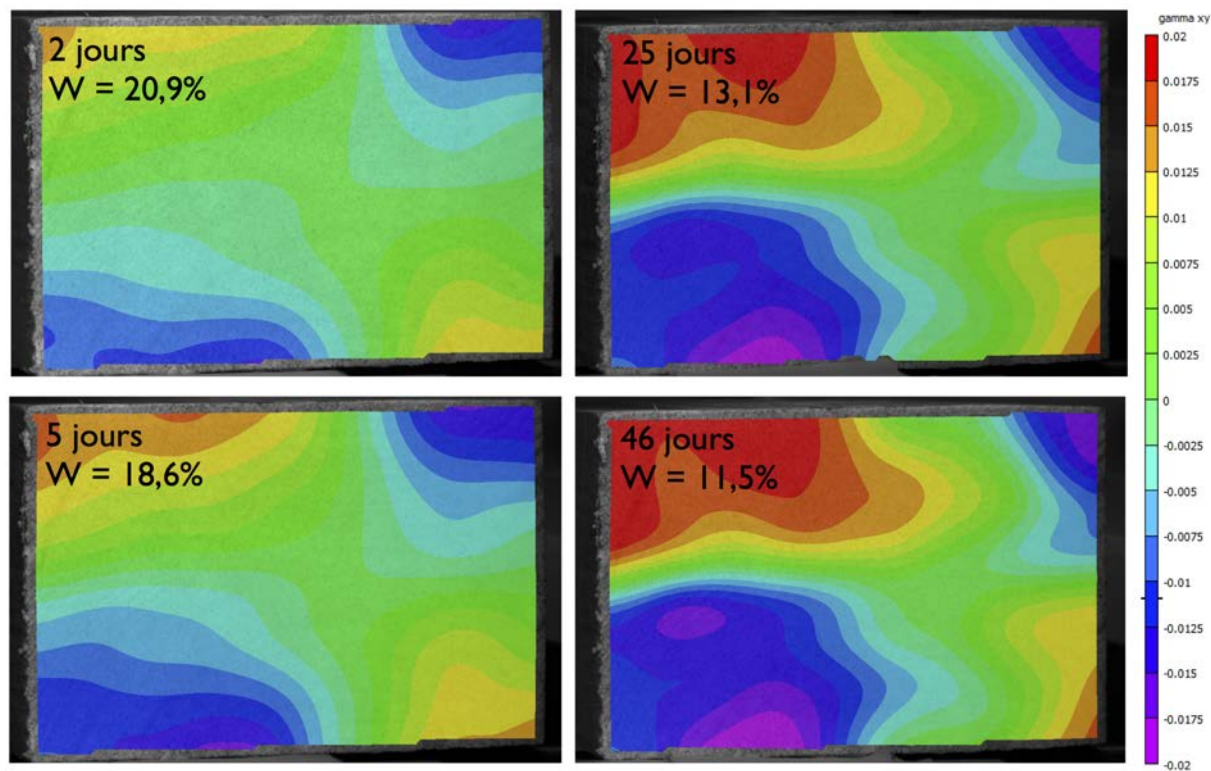 2 jours
W = 20,9%
25 jours
W = 13,1%
5 jours
W = 18,6%
46 jours
W = 11,5%
gamma xy
0.02
0.0175
0.015
0.0125
0.01
0.0075
0.005
0.0025
0
-0.0025
-0.005
-0.0075
-0.01
-0.0125
-0.015
-0.0175
-0.02